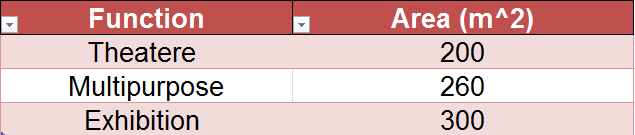 Function Area (m^2)
Theatere 200
Multipurpose 260
Exhibition 300